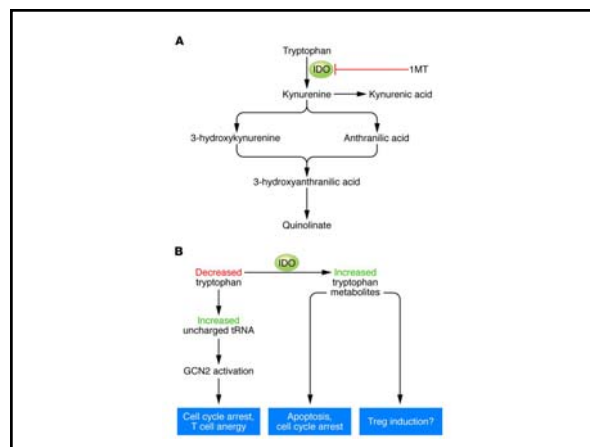 A
Tryptophan
IDO
1MT
Kynurenine
Kynurenic acid
3-hydroxykynurenine
Anthranilic acid
3-hydroxyanthranilic acid
Quinolinate
B
IDO
Decreased
tryptophan
Increased
tryptophan
metabolites
Increased
uncharged tRNA
GCN2 activation
Cell cycle arrest,
T cell anergy
Apoptosis,
cell cycle arrest
Treg induction?